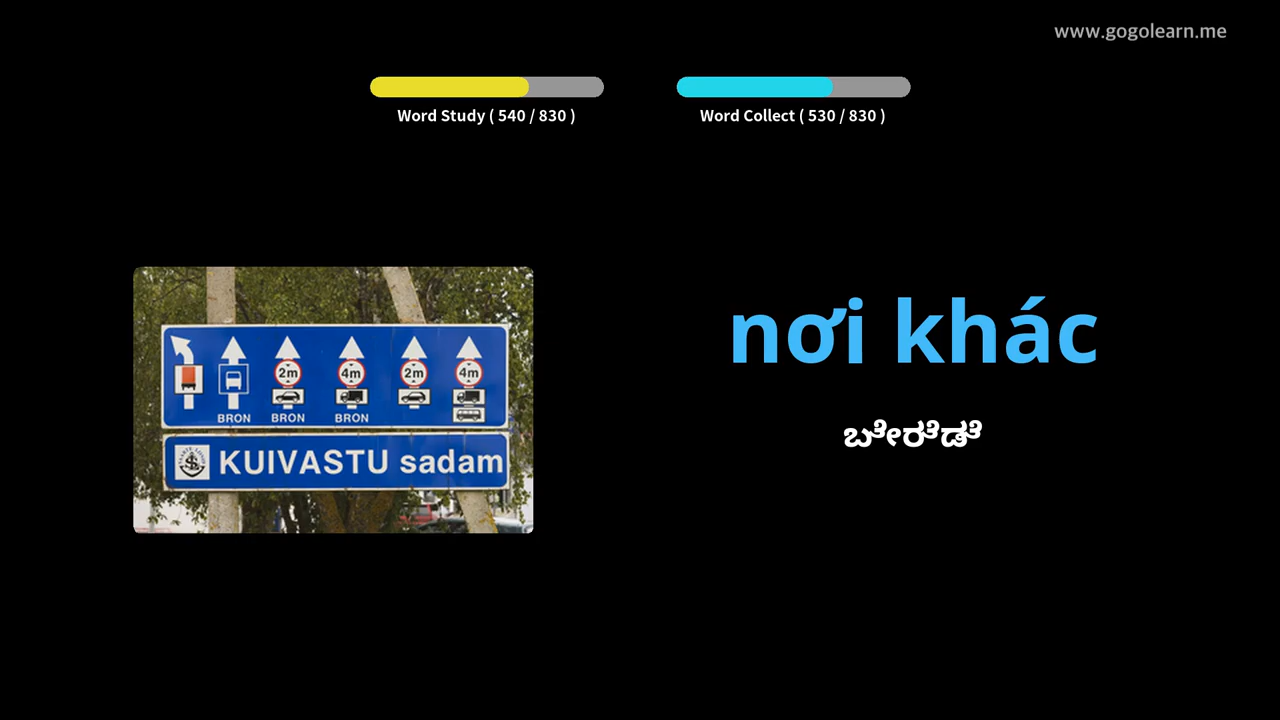 www.gogolearn.me
Word Study ( 540 / 830 )
Word Collect ( 530 / 830 )
2m 4m 2m 4m
BRON BRON BRON
KUIVASTU sadam
nơi khác
ಬೇರೆಡೆ